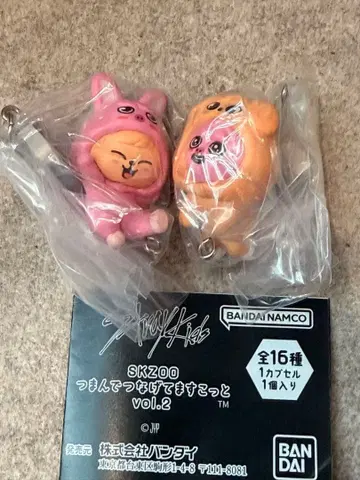 Stray Kids
BANDAI NAMCO
SKZOO
つまんでつなげてますこっと
vol.2
TM
全16種
1カプセル
1個入り
©JYP
発売元 株式会社バンダイ
東京都台東区駒形1-4-8 〒111-8081
BAN
DAI